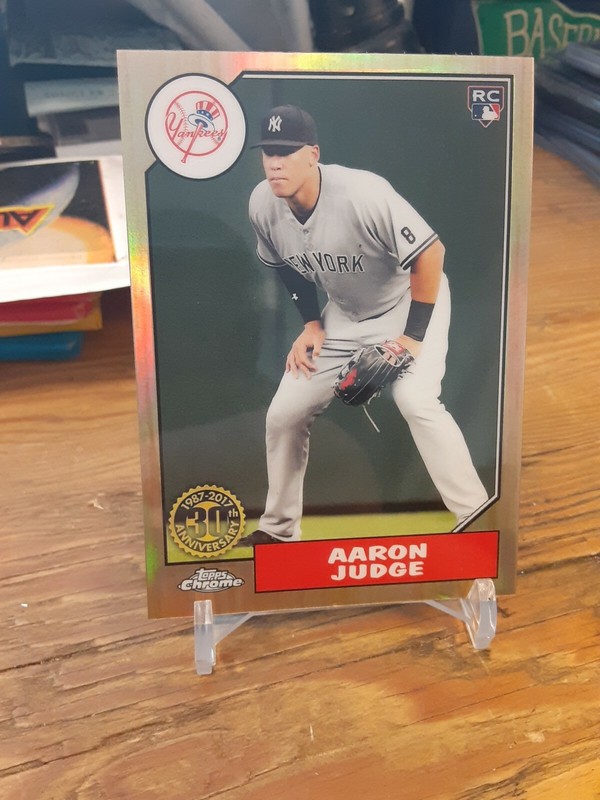 BASEB
Yankees
RC
NY
8
NEW YORK
1987-2017
30th
ANNIVERSARY
Topps
Chrome
AARON
JUDGE